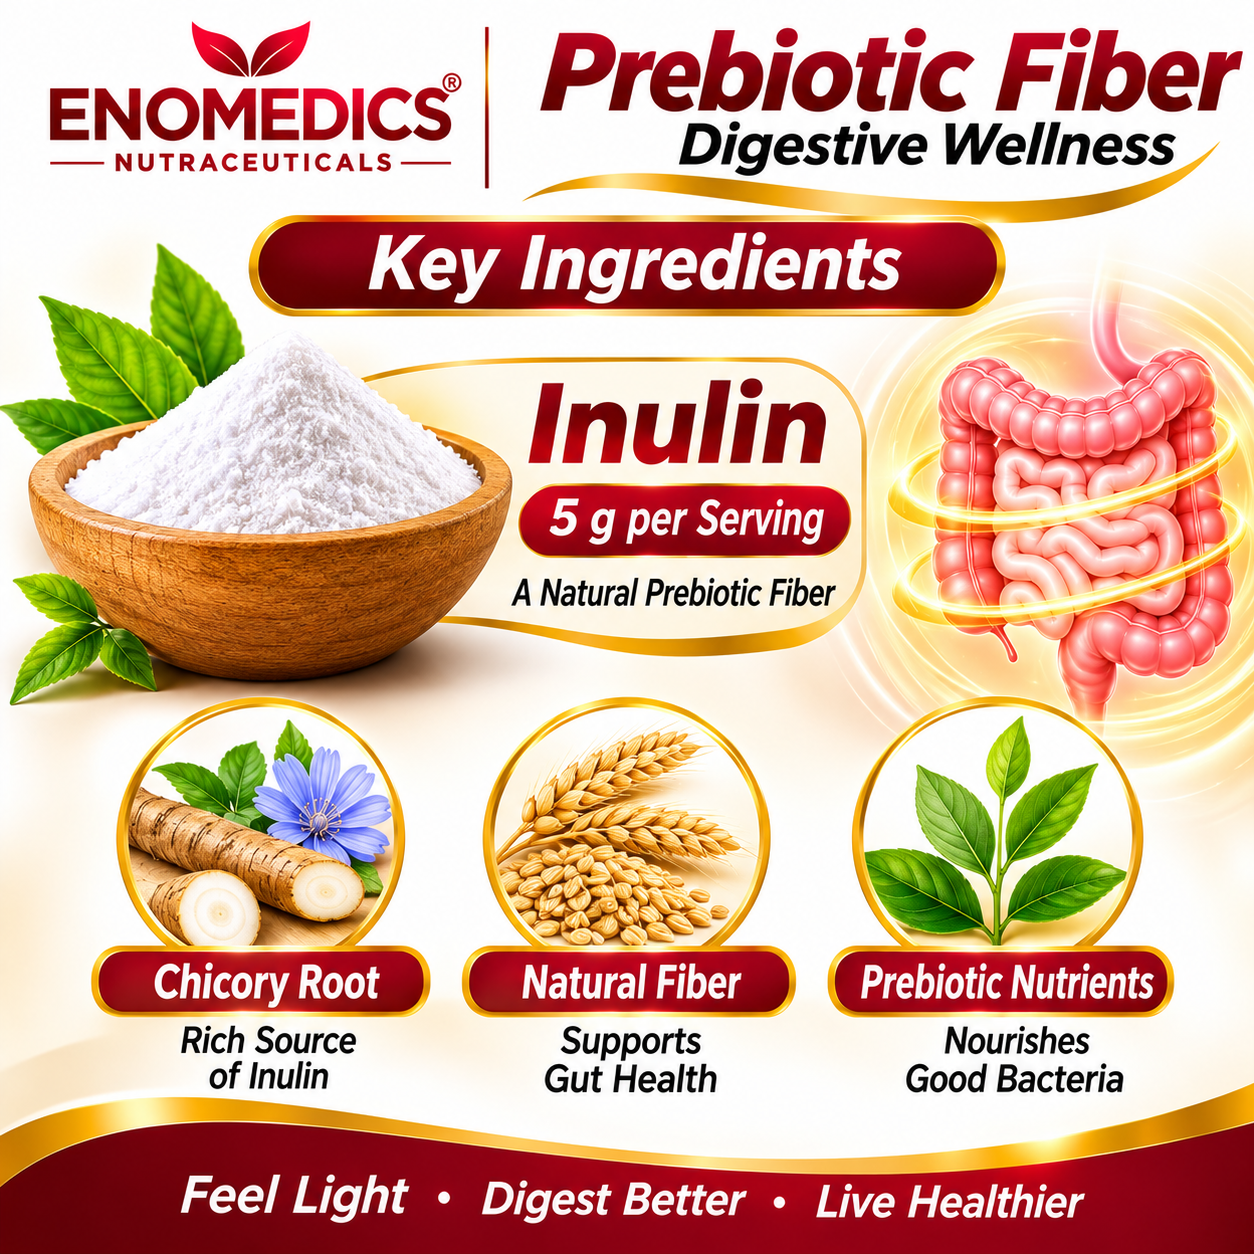 ENOMEDICS®
NUTRACEUTICALS
Prebiotic Fiber
Digestive Wellness
Key Ingredients
Inulin
5 g per Serving
A Natural Prebiotic Fiber
Chicory Root
Rich Source
of Inulin
Natural Fiber
Supports
Gut Health
Prebiotic Nutrients
Nourishes
Good Bacteria
Feel Light • Digest Better • Live Healthier